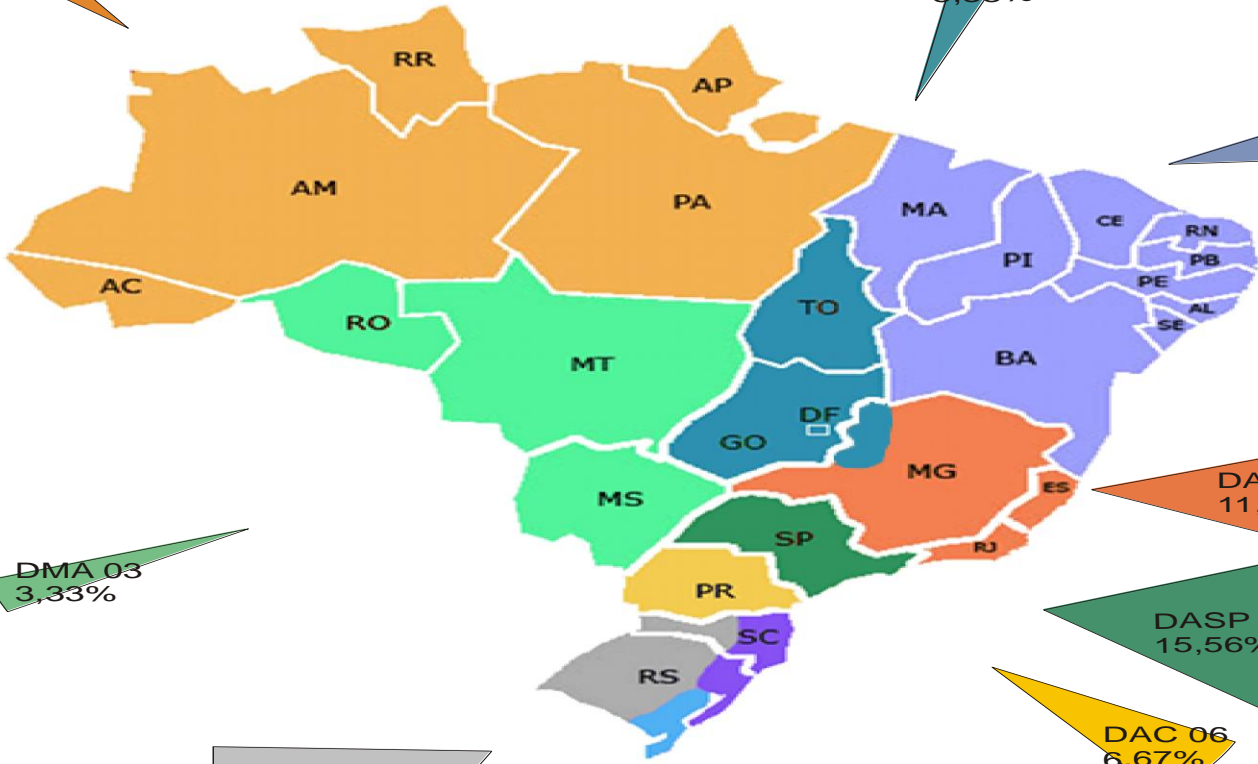 RR
AP
AM
PA
MA
CE
RN
PI
PB
PE
AC
AL
TO
SE
RO
BA
MT
DF
GO
MG
MS
ES
DA
11
SP
RJ
DMA 03
3,33%
PR
DASP
15,56%
SC
RS
DAC 06
6,67%